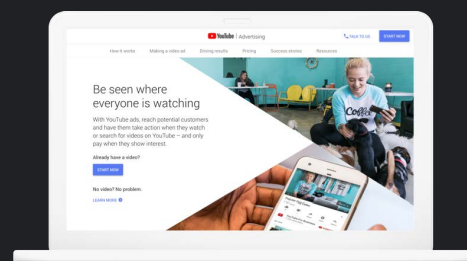 YouTube | Advertising
TALK TO US
START NOW
How it works
Making a video ad
Driving results
Pricing
Success stories
Resources
Be seen where
everyone is watching
With YouTube ads, reach potential customers
and have them take action when they watch
or search for videos on YouTube – and only
pay when they show interest.
Already have a video?
START NOW
No video? No problem.
LEARN MORE
Coffee